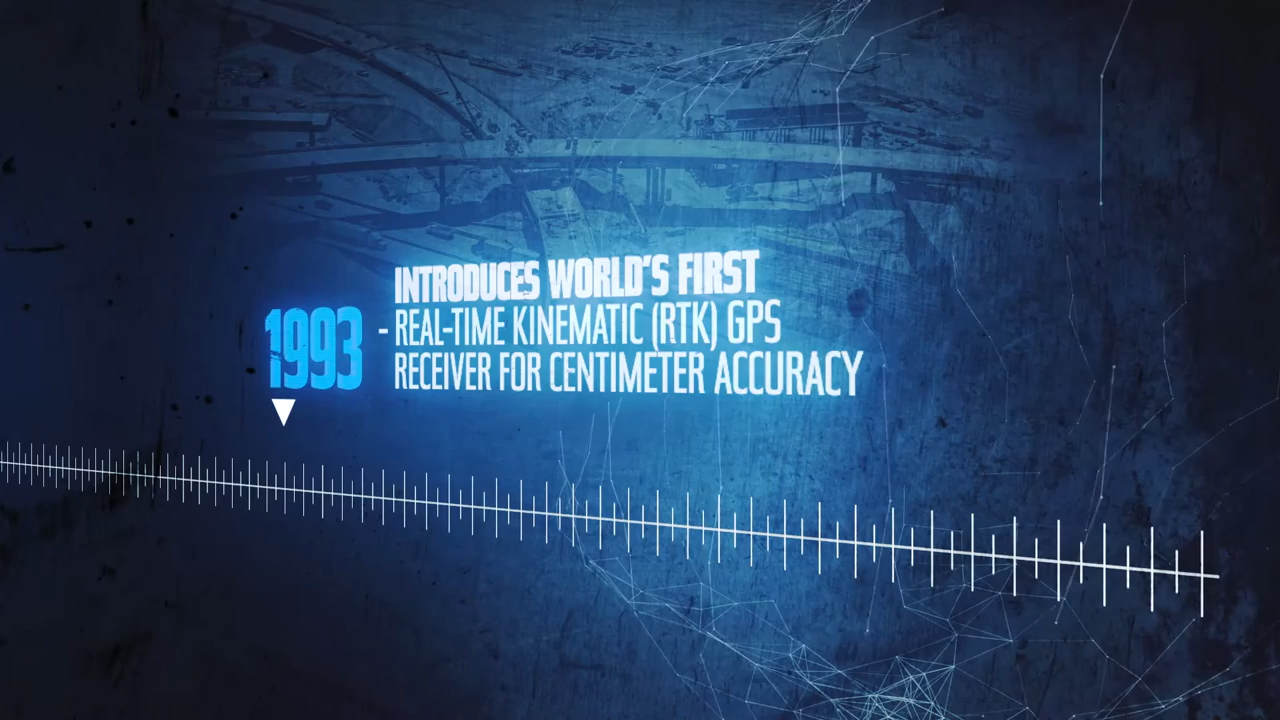 INTRODUCES WORLD'S FIRST
1993 - REAL-TIME KINEMATIC (RTK) GPS
RECEIVER FOR CENTIMETER ACCURACY